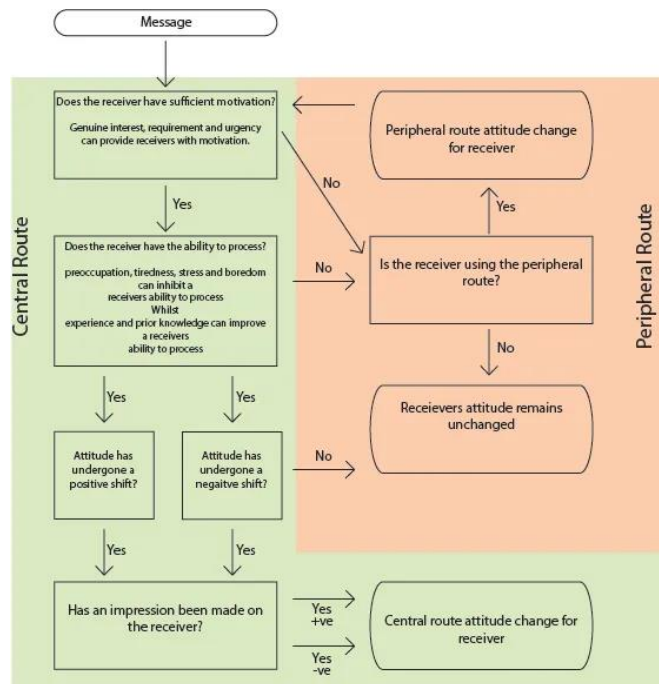 Message
Does the receiver have sufficient motivation?
Genuine interest, requirement and urgency
can provide receivers with motivation.
Peripheral route attitude change
for receiver
No
Yes
Yes
Does the receiver have the ability to process?
preoccupation, tiredness, stress and boredom
can inhibit a
receivers ability to process
Whilst
experience and prior knowledge can improve
a receivers
ability to process
No
Is the receiver using the peripheral
route?
Central Route
Peripheral Route
No
Yes
Yes
Receievers attitude remains
unchanged
Attitude has
undergone a
positive shift?
Attitude has
undergone a
negaitve shift?
No
Yes
Yes
Has an impression been made on
the receiver?
Yes
+ve
Yes
-ve
Central route attitude change for
receiver